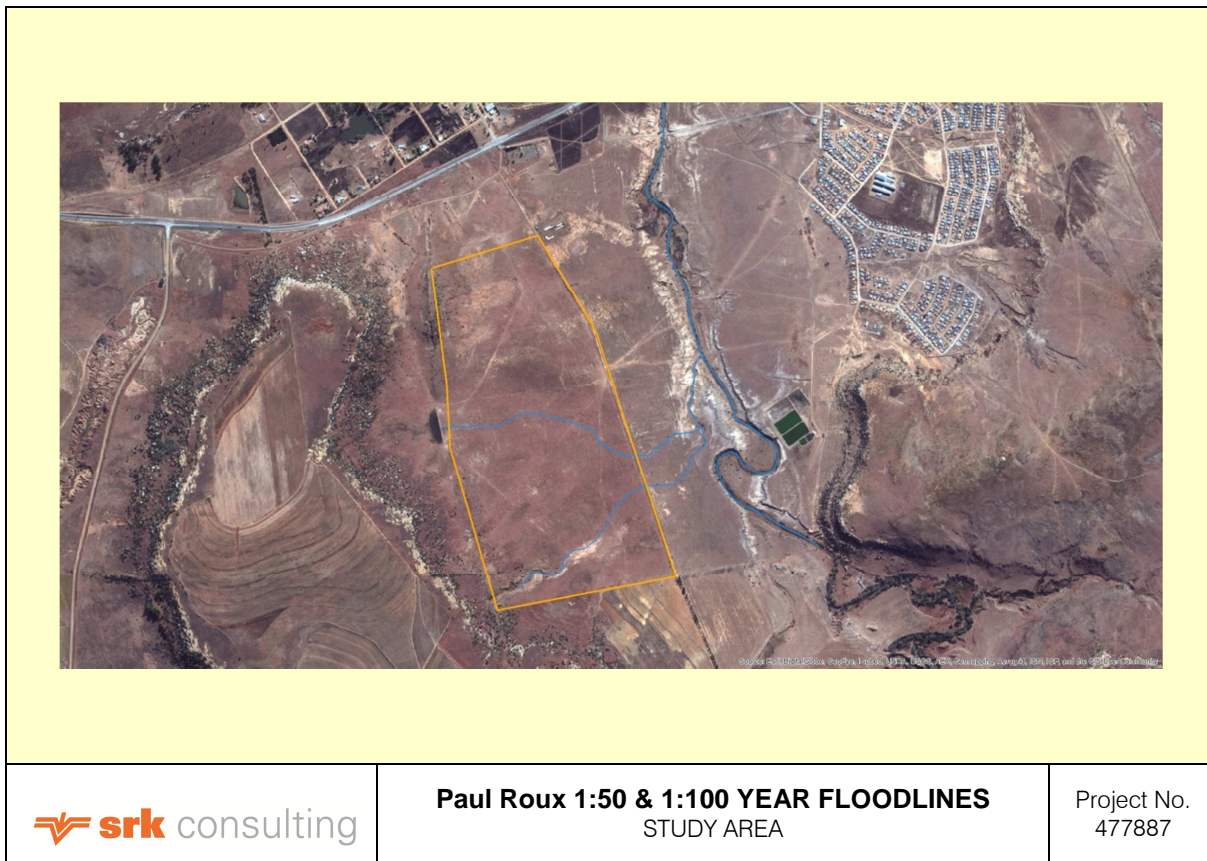 srk consulting
Paul Roux 1:50 & 1:100 YEAR FLOODLINES
STUDY AREA
Project No.
477887